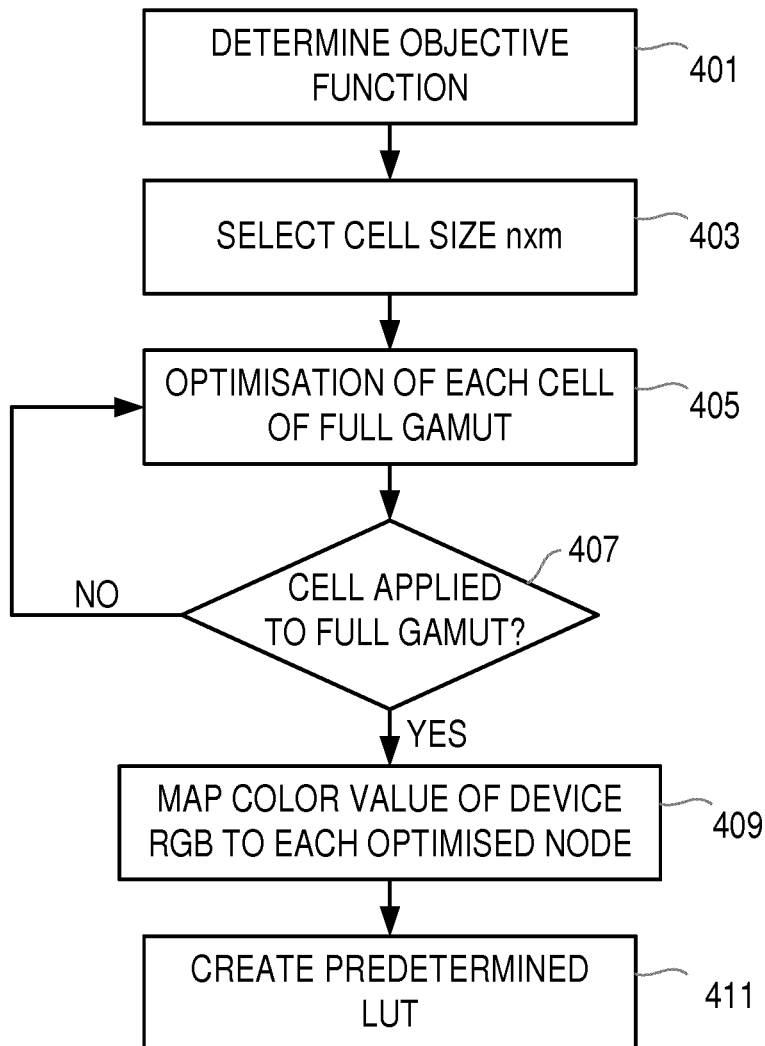 DETERMINE OBJECTIVE
FUNCTION
401
SELECT CELL SIZE nxm
403
OPTIMISATION OF EACH CELL
OF FULL GAMUT
405
407
CELL APPLIED
TO FULL GAMUT?
NO
YES
MAP COLOR VALUE OF DEVICE
RGB TO EACH OPTIMISED NODE
409
CREATE PREDETERMINED
LUT
411